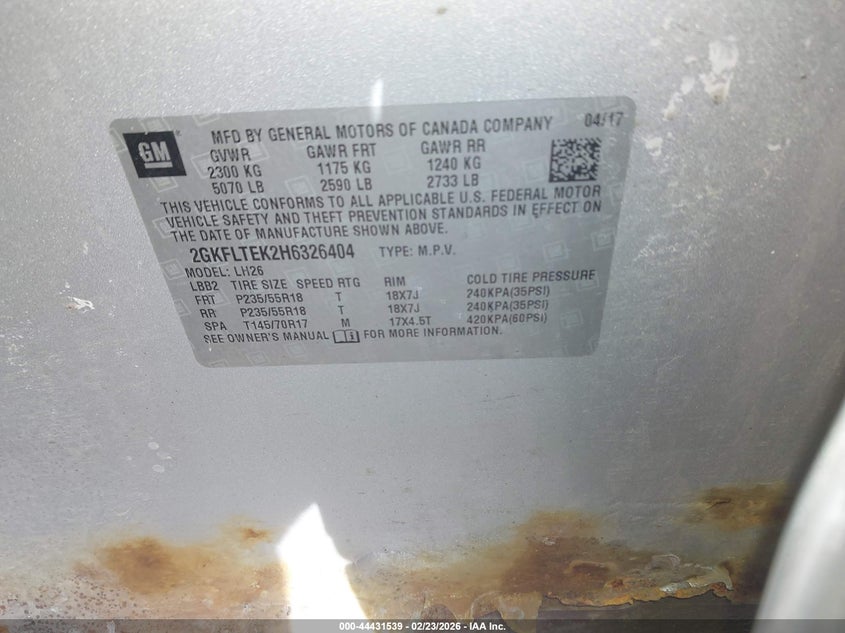 GM
MFD BY GENERAL MOTORS OF CANADA COMPANY 04/17
GVWR GAWR FRT GAWR RR
2300 KG 1175 KG 1240 KG
5070 LB 2590 LB 2733 LB
THIS VEHICLE CONFORMS TO ALL APPLICABLE U.S. FEDERAL MOTOR
VEHICLE SAFETY AND THEFT PREVENTION STANDARDS IN EFFECT ON
THE DATE OF MANUFACTURE SHOWN ABOVE.
2GKFLTEK2H6326404 TYPE: M.P.V.
MODEL: LH26
LBB2 TIRE SIZE SPEED RTG RIM COLD TIRE PRESSURE
FRT P235/55R18 T 18X7J 240KPA(35PSI)
RR P235/55R18 T 18X7J 240KPA(35PSI)
SPA T145/70R17 M 17X4.5T 420KPA(60PSI)
SEE OWNER'S MANUAL FOR MORE INFORMATION.
000-44431539 — 02/23/2026 — IAA Inc.